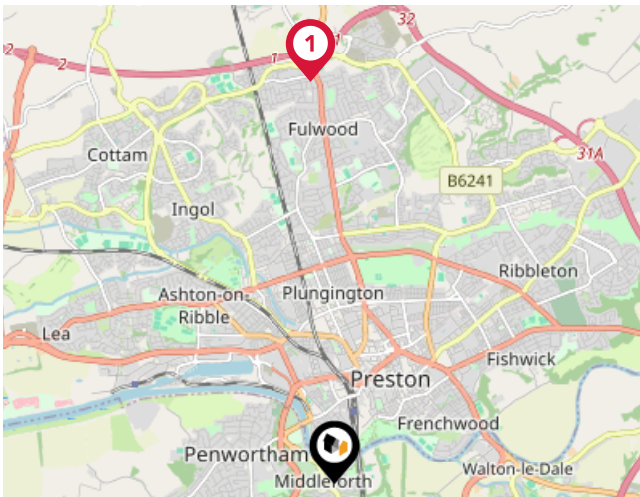 32
2
2
1
1
1
Fulwood
Cottam
31A
B6241
Ingol
Ribbleton
Ashton-on-
Ribble
Plungington
Lea
Fishwick
Preston
Frenchwood
Penwortham
Walton-le-Dale
Middleforth